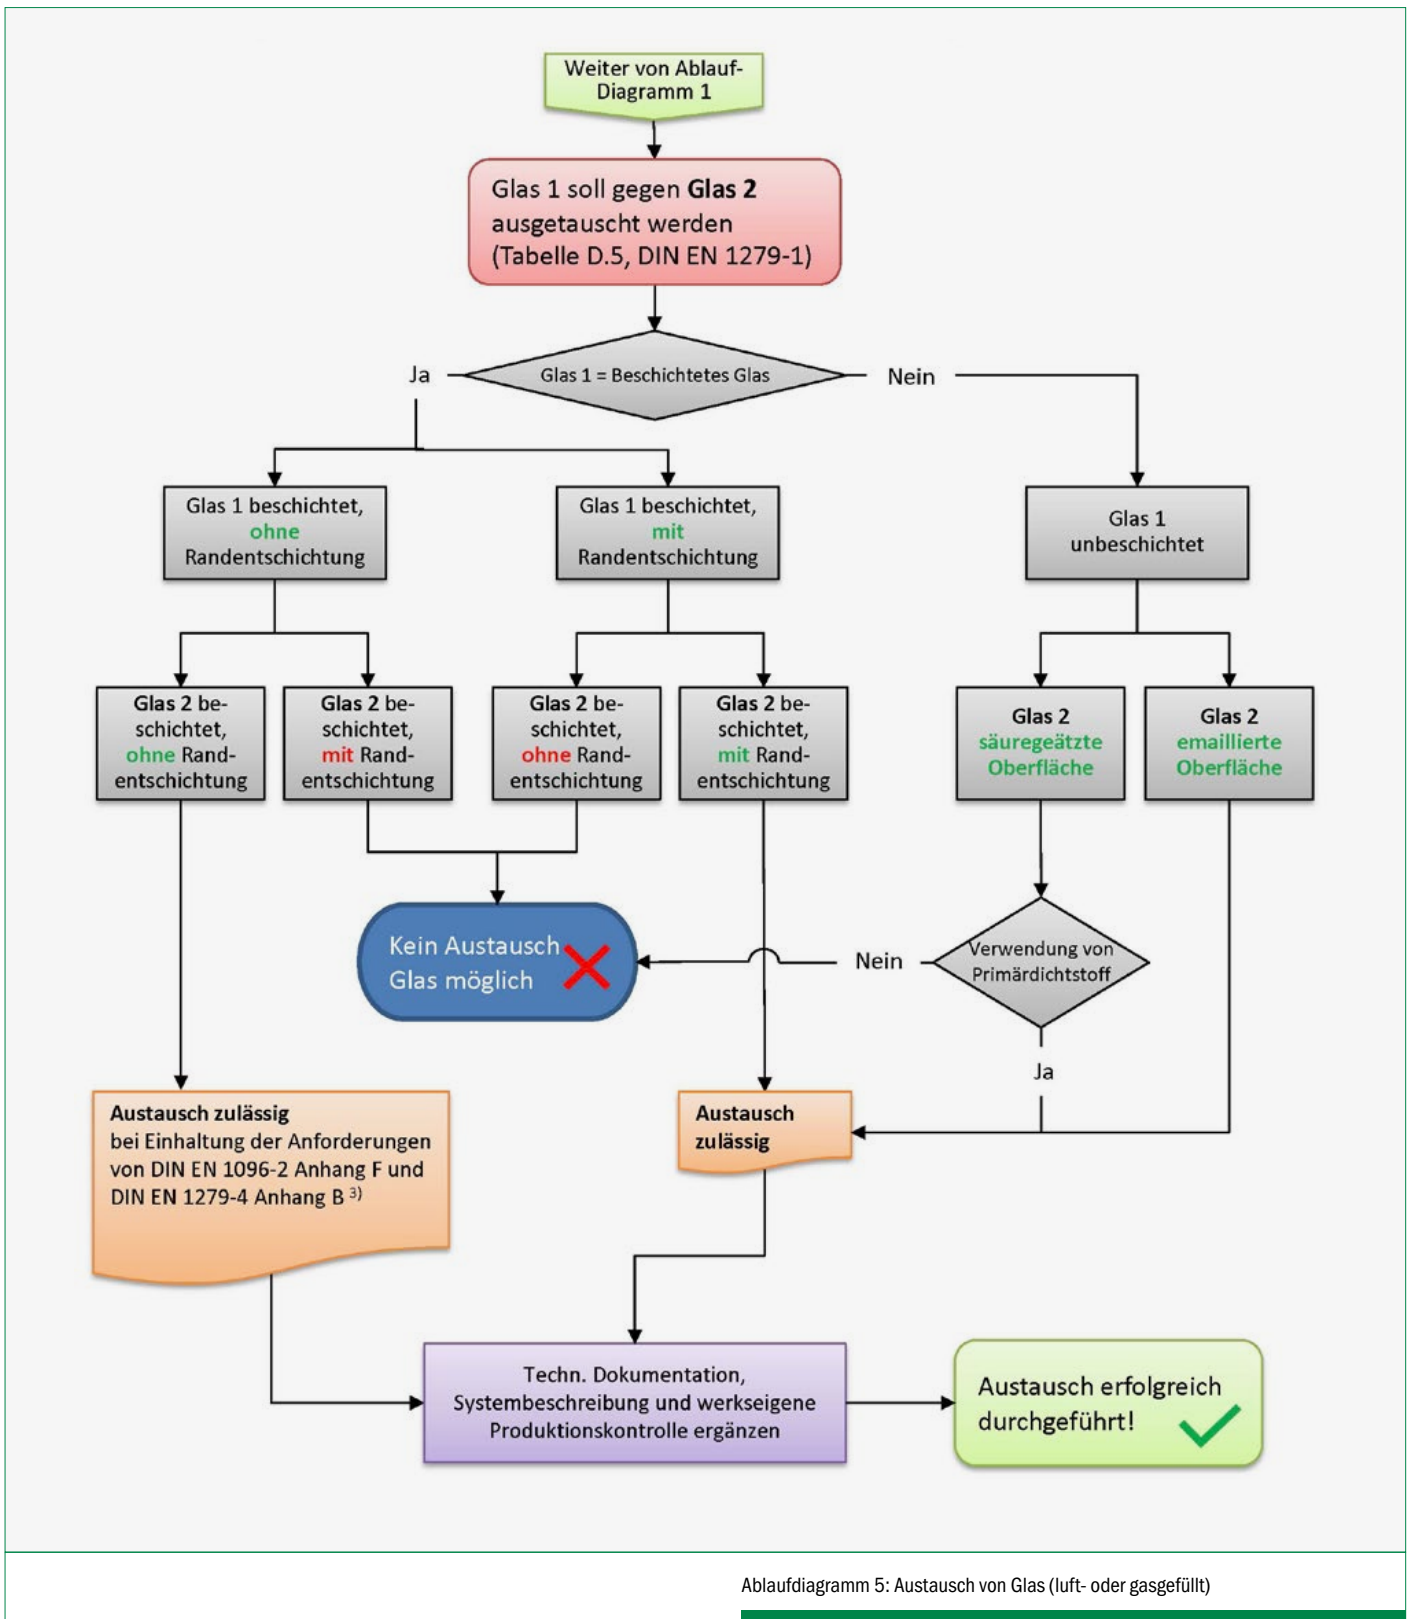 Weiter von Ablauf-
Diagramm 1
Glas 1 soll gegen Glas 2
ausgetauscht werden
(Tabelle D.5, DIN EN 1279-1)
Ja
Glas 1 = Beschichtetes Glas
Nein
Glas 1 beschichtet,
ohne
Randentschichtung
Glas 1 beschichtet,
mit
Randentschichtung
Glas 1
unbeschichtet
Glas 2 be-
schichtet,
ohne Rand-
entschichtung
Glas 2 be-
schichtet,
mit Rand-
entschichtung
Glas 2 be-
schichtet,
ohne Rand-
entschichtung
Glas 2 be-
schichtet,
mit Rand-
entschichtung
Glas 2
säuregeätzte
Oberfläche
Glas 2
emaillierte
Oberfläche
Kein Austausch
Glas möglich
Nein
Verwendung von
Primärdichtstoff
Ja
Austausch zulässig
bei Einhaltung der Anforderungen
von DIN EN 1096-2 Anhang F und
DIN EN 1279-4 Anhang B 3)
Austausch
zulässig
Techn. Dokumentation,
Systembeschreibung und werkseigene
Produktionskontrolle ergänzen
Austausch erfolgreich
durchgeführt!
Ablaufdiagramm 5: Austausch von Glas (luft- oder gasgefüllt)